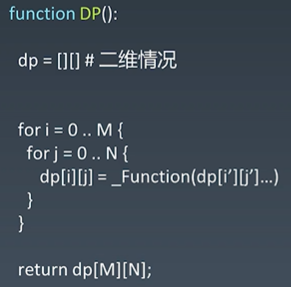 function DP():
dp = [][] # 二维情况
for i = 0 .. M {
for j = 0 .. N {
dp[i][j] = _Function(dp[i’][j’]...)
}
}
return dp[M][N];